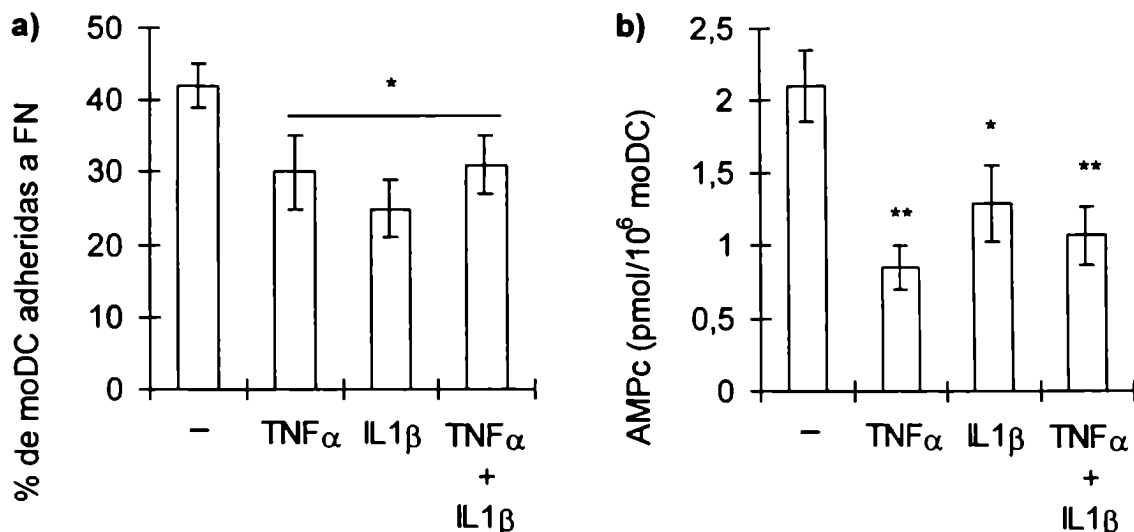 a)
% de moDC adheridas a FN
50
40
30
20
10
0
*
– TNFα IL1β TNFα
+
IL1β
b)
AMPc (pmol/10⁶ moDC)
2,5
2
1,5
1
0,5
0
**
*
**
– TNFα IL1β TNFα
+
IL1β